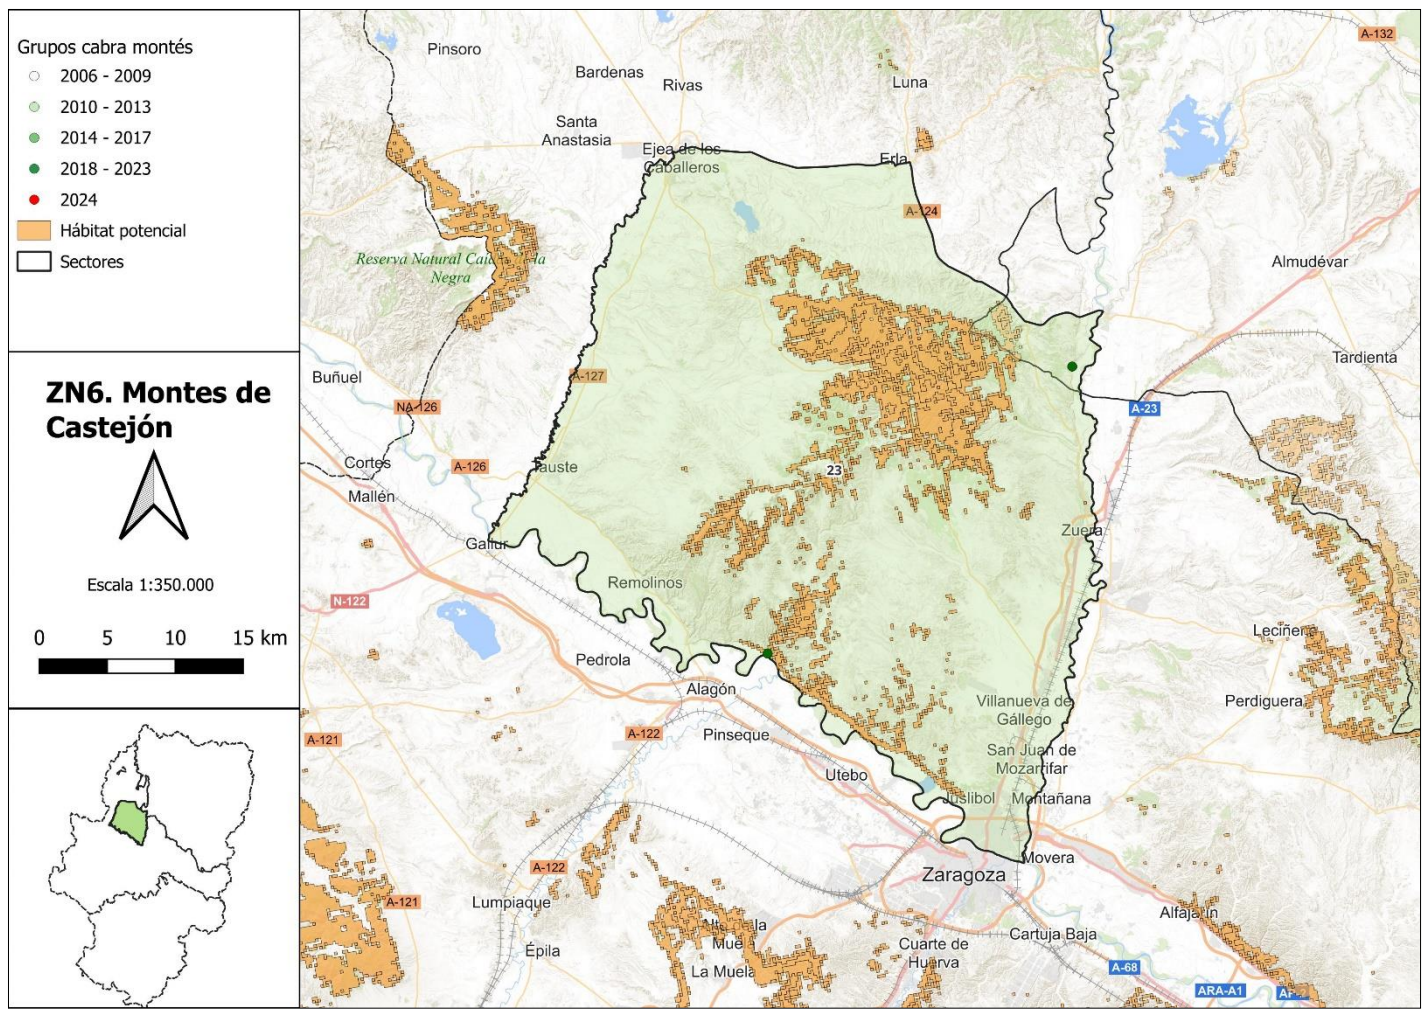 Grupos cabra montés
2006 - 2009
2010 - 2013
2014 - 2017
2018 - 2023
2024
Hábitat potencial
Sectores
ZN6. Montes de
Castejón
Escala 1:350.000
0 5 10 15 km
Pinsoro
Bardenas
Rivas
Luna
A-132
Santa
Anastasia
Ejea de los
Caballeros
Erla
A-124
Reserva Natural
Negra
Almudévar
Tardienta
Buñuel
A-127
NA-126
A-23
Cortes
A-126
Tauste
23
Mallén
Gallur
Zuera
Remolinos
N-122
Leciñena
Pedrola
Alagón
Villanueva de
Gállego
Perdiguera
A-121
A-122
Pinseque
San Juan de
Mozarrifar
Utebo
Juslibol
Montañana
Movera
A-122
Zaragoza
A-121
Lumpiaque
Alfajarín
Muela
Cartuja Baja
Épila
La Muela
Cuarte de
Huerva
A-68
ARA-A1